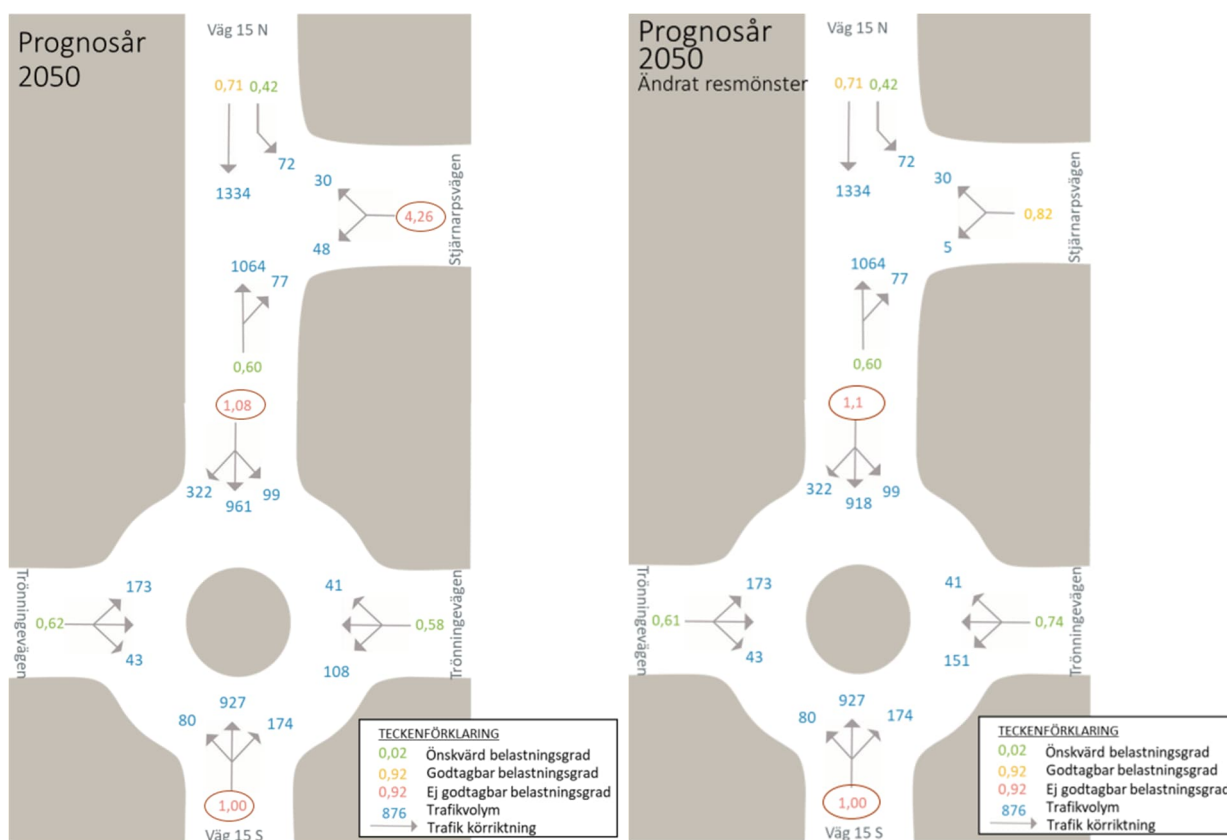 Prognosår
2050
Väg 15 N
0,71 0,42
72
1334
30
4,26
48
Stjärnarpsvägen
1064
77
0,60
1,08
322
961
99
Trönningevägen
173
0,62
43
41
0,58
108
Trönningevägen
80
927
174
1,00
Väg 15 S
TECKENFÖRKLARING
0,02 Önskvärd belastningsgrad
0,92 Godtagbar belastningsgrad
0,92 Ej godtagbar belastningsgrad
876 Trafikvolym
Trafik körriktning
Prognosår
2050
Ändrat resmönster
Väg 15 N
0,71 0,42
72
1334
30
0,82
5
Stjärnarpsvägen
1064
77
0,60
1,1
322
918
99
Trönningevägen
173
0,61
43
41
0,74
151
Trönningevägen
80
927
174
1,00
Väg 15 S
TECKENFÖRKLARING
0,02 Önskvärd belastningsgrad
0,92 Godtagbar belastningsgrad
0,92 Ej godtagbar belastningsgrad
876 Trafikvolym
Trafik körriktning